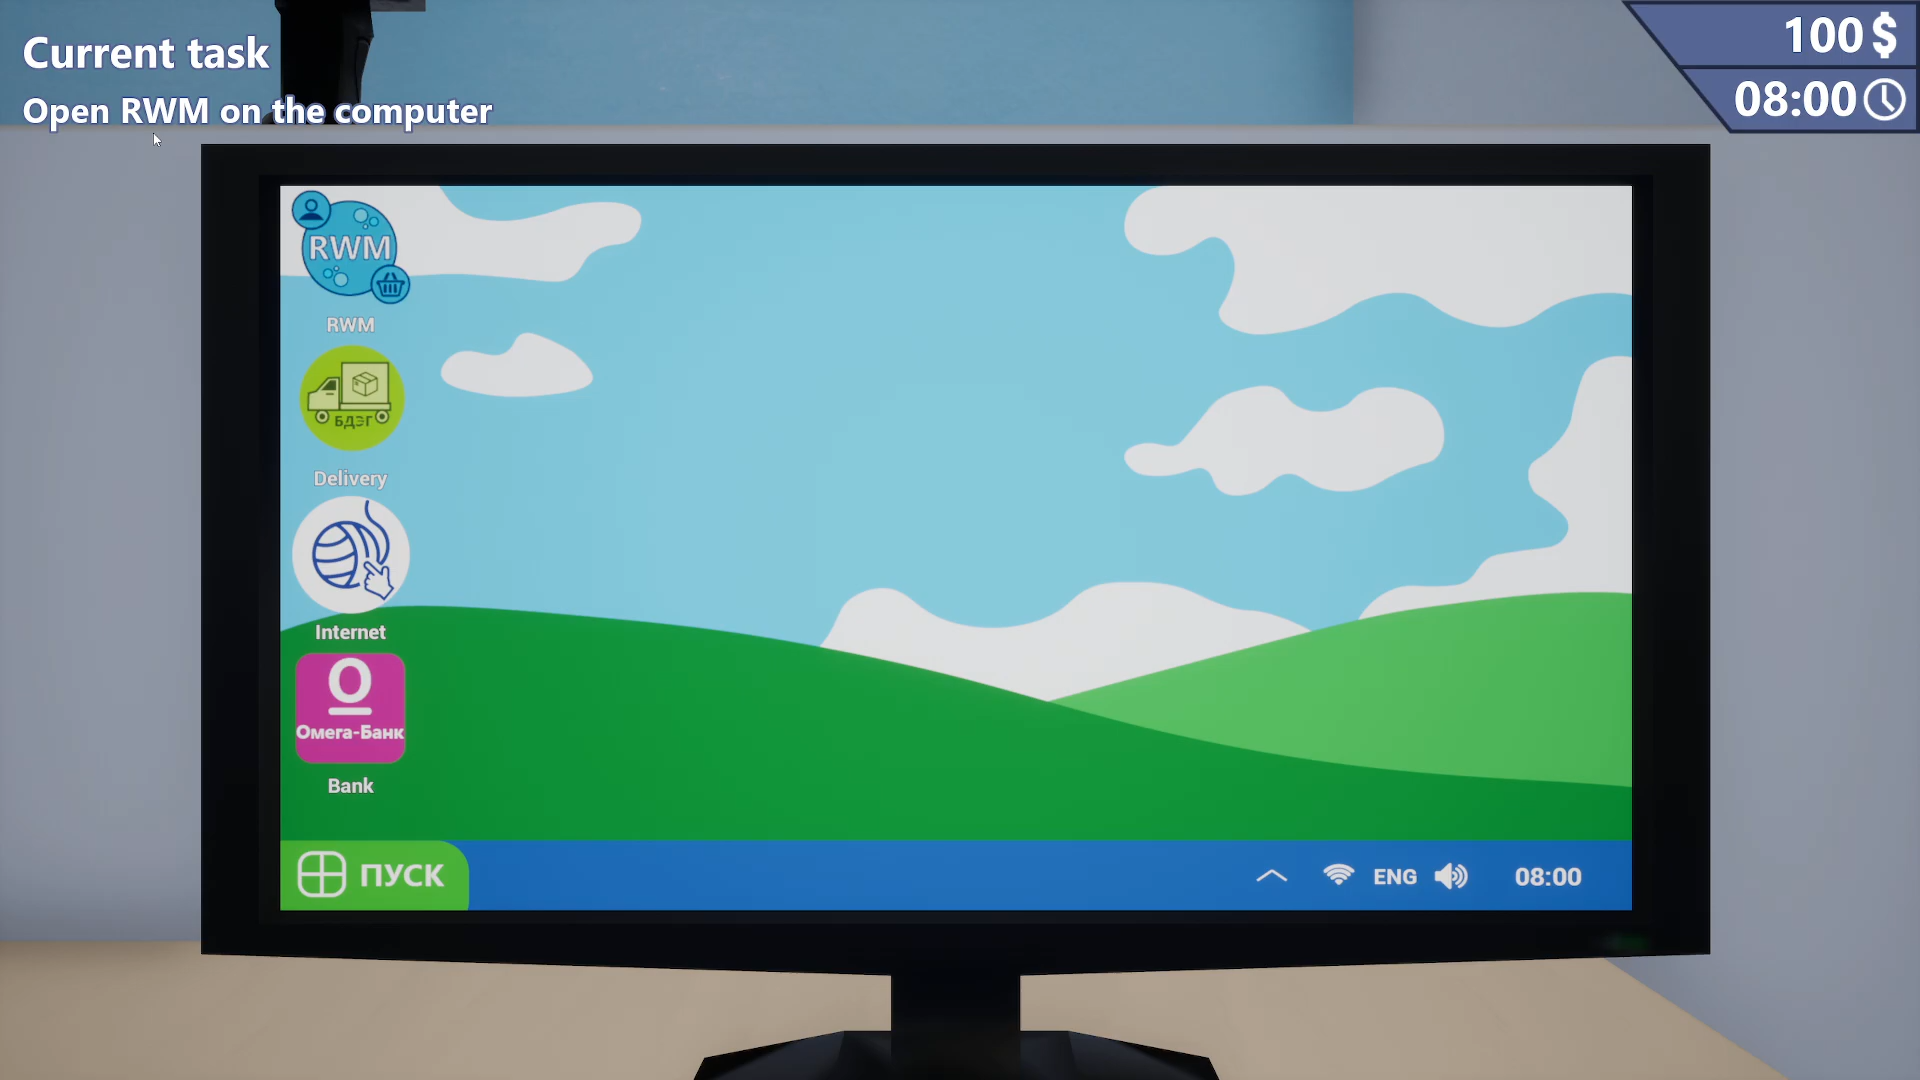 Current task
Open RWM on the computer
100$
08:00
RWM
RWM
БДЭГ
Delivery
Internet
Омега-Банк
Bank
ПУСК
ENG
08:00